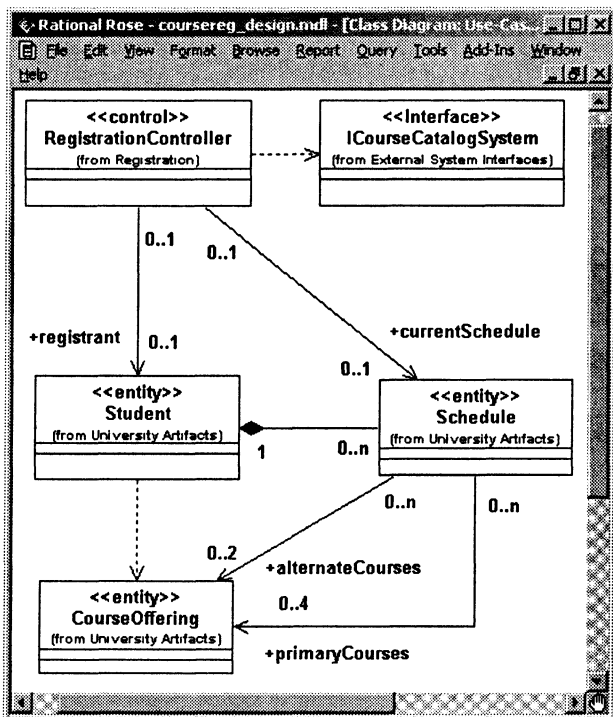 Rational Rose - coursereg_design.mdl - [Class Diagram: Use-Cas...
File Edit View Format Browse Report Query Tools Add-Ins Window
Help
<<control>>
RegistrationController
(from Registration)
<<Interface>>
ICourseCatalogSystem
(from External System Interfaces)
0..1
0..1
+registrant
0..1
+currentSchedule
0..1
<<entity>>
Student
(from University Artifacts)
<<entity>>
Schedule
(from University Artifacts)
1
0..n
0..n
0..n
0..2
+alternateCourses
0..4
<<entity>>
CourseOffering
(from University Artifacts)
+primaryCourses